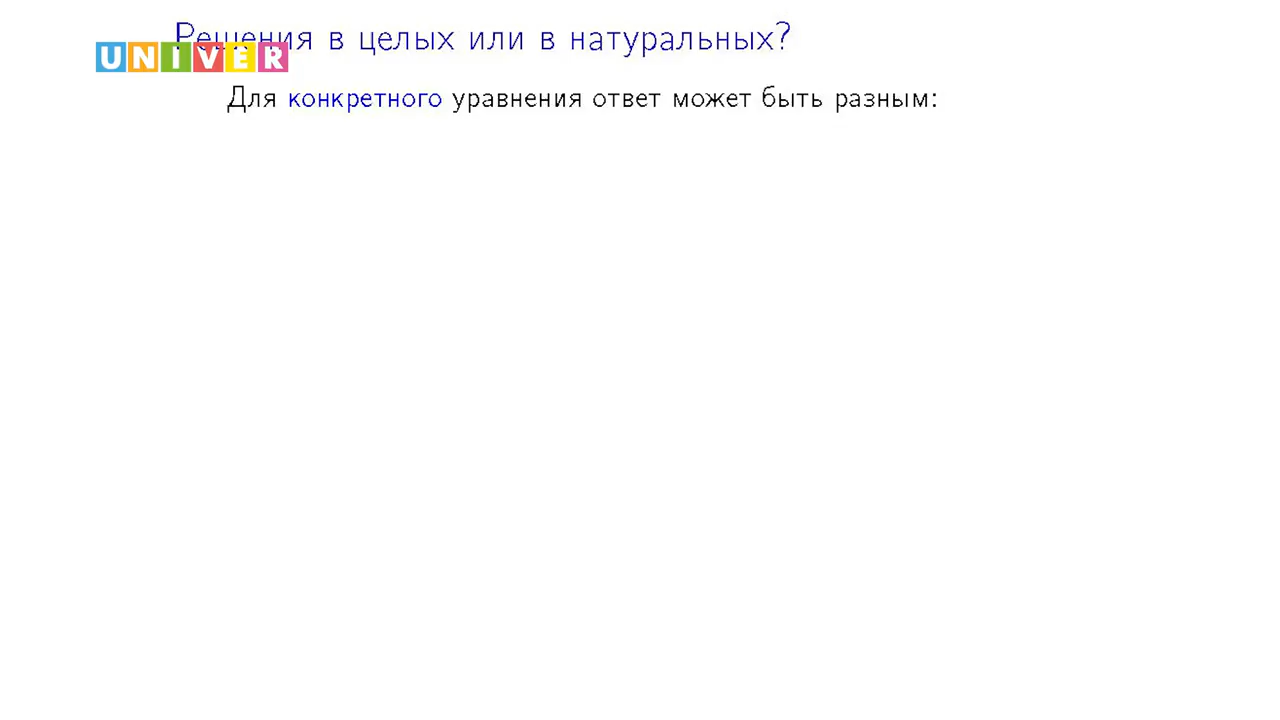 Решения в целых или в натуральных?
UNIVER
Для конкретного уравнения ответ может быть разным: